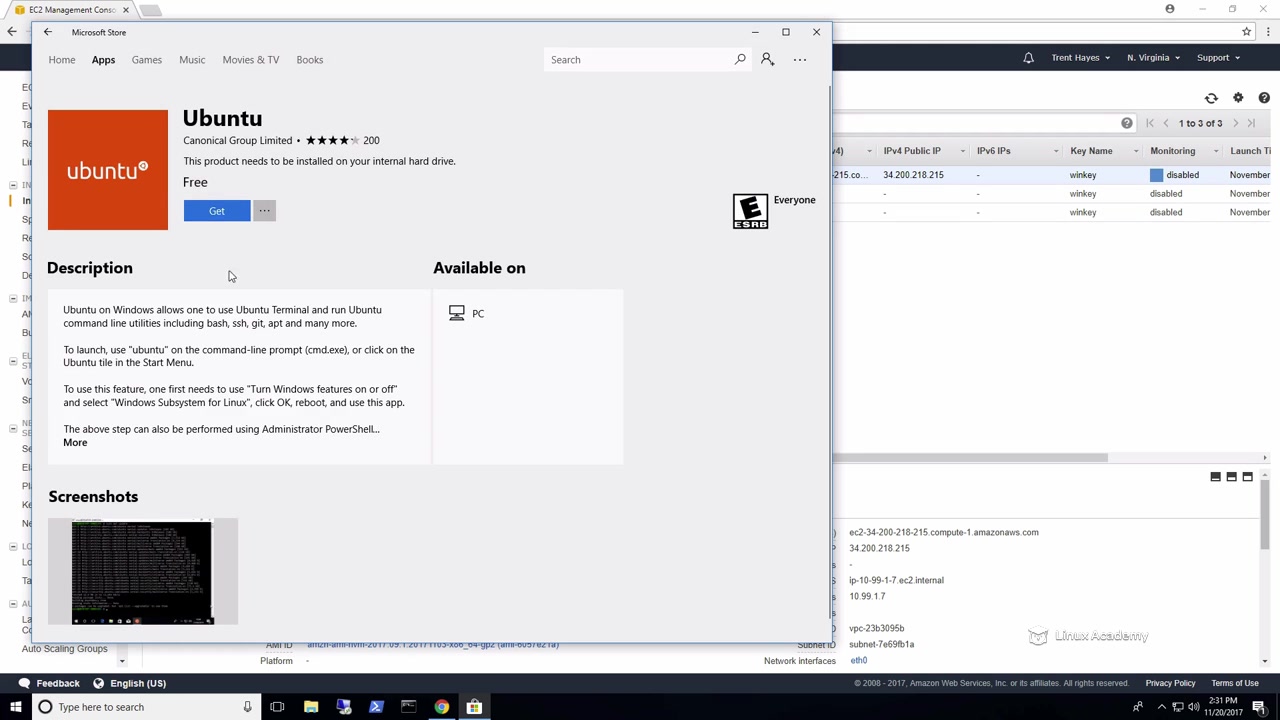 EC2 Management Conso
Microsoft Store
Home Apps Games Music Movies & TV Books
Search
Trent Hayes N. Virginia Support
ubuntu
Ubuntu
Canonical Group Limited • 200
This product needs to be installed on your internal hard drive.
Free
Get
E
ESRB
Everyone
1 to 3 of 3
IPv4 Public IP IPv6 IPs Key Name Monitoring Launch Ti
-215.co... 34.200.218.215 - winkey disabled November
- winkey disabled November
- winkey disabled November
Description
Available on
Ubuntu on Windows allows one to use Ubuntu Terminal and run Ubuntu
command line utilities including bash, ssh, git, apt and many more.
PC
To launch, use "ubuntu" on the command-line prompt (cmd.exe), or click on the
Ubuntu tile in the Start Menu.
To use this feature, one first needs to use "Turn Windows features on or off"
and select "Windows Subsystem for Linux", click OK, reboot, and use this app.
The above step can also be performed using Administrator PowerShell...
More
Screenshots
ec2-34-200-218-215.compute-1.amazonaws.com
34.200.218.215
-
ip-10-99-1-7.ec2.internal
10.99.1.7
vpc-23b3095b
AMI ID Subnet ID subnet-7e69fb1a
Auto Scaling Groups
Platform - Network interfaces eth0
Linux Academy
Feedback English (US) © 2008 - 2017, Amazon Web Services, Inc. or its affiliates. All rights reserved. Privacy Policy Terms of Use
Type here to search
2:31 PM
11/20/2017